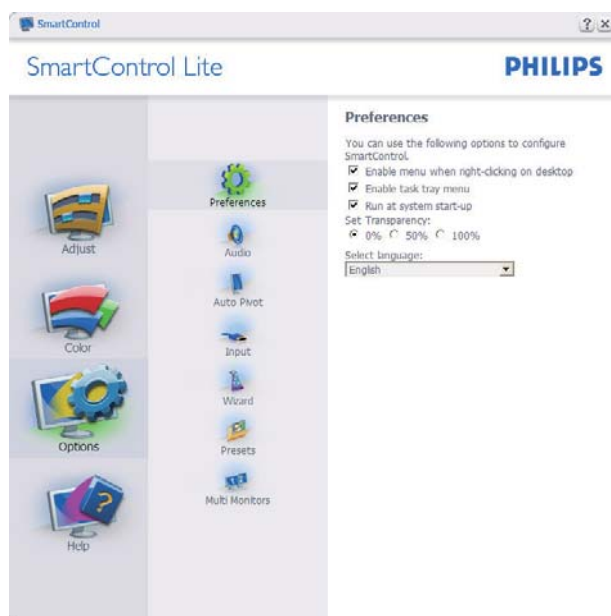 SmartControl
SmartControl Lite
PHILIPS
Adjust
Color
Options
Help
Preferences
Audio
Auto Pivot
Input
Wizard
Presets
Multi Monitors
Preferences
You can use the following options to configure
SmartControl.
Enable menu when right-clicking on desktop
Enable task tray menu
Run at system start-up
Set Transparency:
0% 50% 100%
Select language:
English